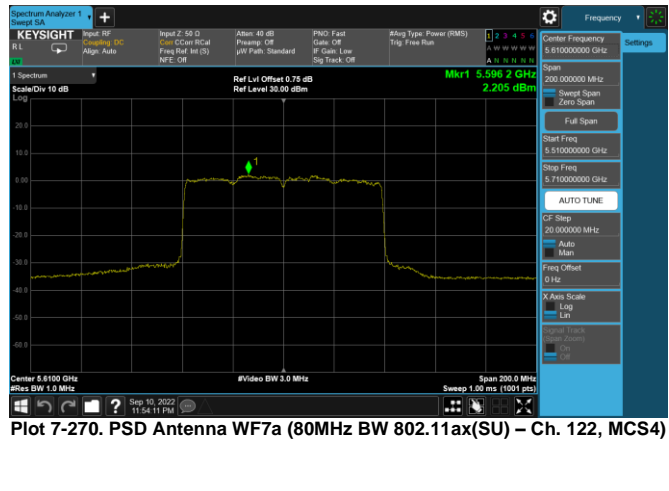 Spectrum Analyzer 1
Swept SA
+
Frequency
KEYSIGHT
R L
Input: RF
Coupling: DC
Align: Auto
Input Z: 50 Ω
Corr CCorr RCal
Freq Ref: Int (S)
NFE: Off
Atten: 40 dB
Preamp: Off
µW Path: Standard
PNO: Fast
Gate: Off
IF Gain: Low
Sig Track: Off
#Avg Type: Power (RMS)
Trig: Free Run
1 2 3 4 5 6
A W W W W W
A N N N N N
LW
1 Spectrum
Scale/Div 10 dB
Log
Ref Lvl Offset 0.75 dB
Ref Level 30.00 dBm
Mkr1 5.596 2 GHz
2.205 dBm
1
20.0
10.0
0.00
-10.0
-20.0
-30.0
-40.0
-50.0
-60.0
Center 5.6100 GHz
#Res BW 1.0 MHz
#Video BW 3.0 MHz
Span 200.0 MHz
Sweep 1.00 ms (1001 pts)
Sep 10, 2022
11:54:11 PM
?
Center Frequency
5.610000000 GHz
Settings
Span
200.000000 MHz
Swept Span
Zero Span
Full Span
Start Freq
5.510000000 GHz
Stop Freq
5.710000000 GHz
AUTO TUNE
CF Step
20.000000 MHz
Auto
Man
Freq Offset
0 Hz
X Axis Scale
Log
Lin
Signal Track
(Span Zoom)
On
Off
Plot 7-270. PSD Antenna WF7a (80MHz BW 802.11ax(SU) – Ch. 122, MCS4)